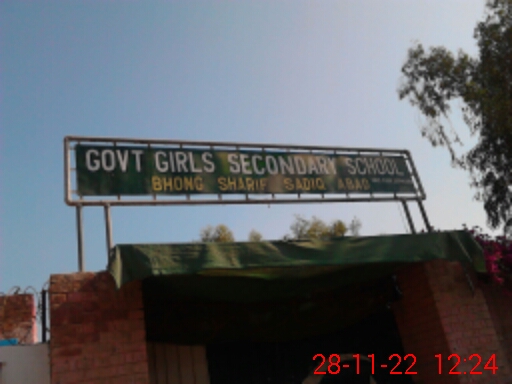 GOVT GIRLS SECONDARY SCHOOL
BHONG SHARIF SADIQ ABAD
28-11-22 12:24